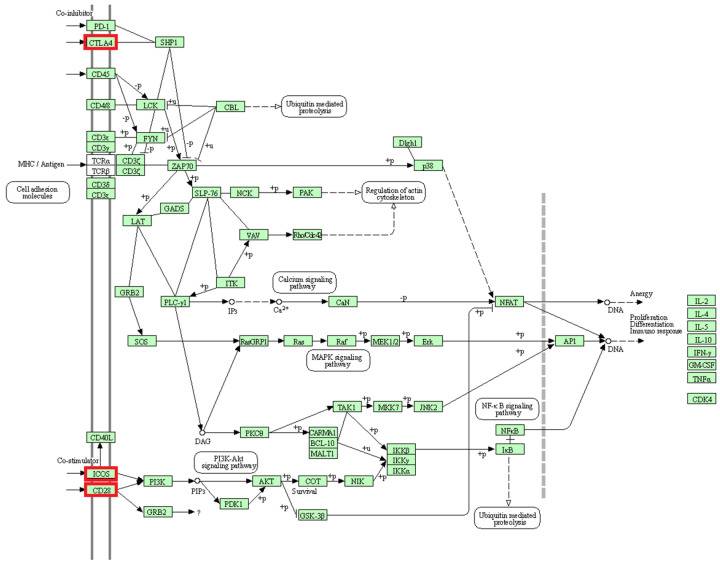 Co-inhibitor
PD-1
CTLA4
SHP1
CD45
-p
CD4/8
LCK
+u
CBL
Ubiquitin mediated
proteolysis
-p
-p
CD3ε
+p
FYN
+u
CD3γ
+p
-p
+p
+u
Dlgh1
MHC / Antigen
TCRα
CD3ζ
ZAP70
+p
p38
TCRβ
CD3ζ
Cell adhesion
molecules
CD3δ
CD3ε
+p
+p
SLP-76
NCK
PAK
Regulation of actin
cytoskeleton
GADS
LAT
VAV
Rho/Cdc42
+p
+p
ITK
Calcium signaling
pathway
GRB2
+p
PLC-γ1
IP3
Ca2+
CaN
-p
NFAT
+p
DNA
Anergy
Proliferation
Differentiation
Immuno response
IL-2
IL-4
IL-5
IL-10
IFN-γ
GM-CSF
TNFα
CDK4
SOS
RasGRP1
Ras
Raf
+p
MEK1/2
+p
Erk
+p
AP1
DNA
MAPK signaling
pathway
+p
TAK1
+p
MKK7
+p
JNK2
+p
NF-κ B signaling
pathway
DAG
PKCθ
+p
CARMA1
BCL-10
MALT1
+p
+u
IKKβ
IKKγ
IKKα
+p
NFκB
IκB
CD40L
Co-stimulator
ICOS
CD28
PI3K
PIP3
PI3K-Akt
signaling pathway
+p
AKT
+p
COT
+p
NIK
+p
Survival
PDK1
+p
+p
GSK-3β
GRB2
?
Ubiquitin mediated
proteolysis